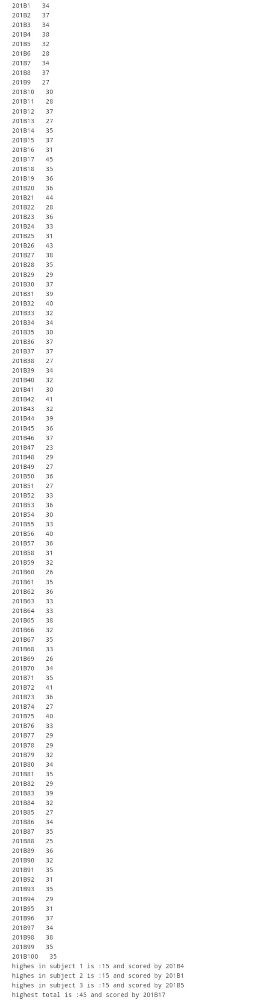 201B1 34
201B2 37
201B3 34
201B4 38
201B5 32
201B6 28
201B7 34
201B8 37
201B9 27
201B10 30
201B11 28
201B12 37
201B13 27
201B14 35
201B15 37
201B16 31
201B17 45
201B18 35
201B19 36
201B20 36
201B21 44
201B22 28
201B23 36
201B24 33
201B25 31
201B26 43
201B27 38
201B28 35
201B29 29
201B30 37
201B31 39
201B32 40
201B33 32
201B34 34
201B35 30
201B36 37
201B37 37
201B38 27
201B39 34
201B40 32
201B41 30
201B42 41
201B43 32
201B44 39
201B45 36
201B46 37
201B47 23
201B48 29
201B49 27
201B50 36
201B51 27
201B52 33
201B53 36
201B54 30
201B55 33
201B56 40
201B57 36
201B58 31
201B59 32
201B60 26
201B61 35
201B62 36
201B63 33
201B64 33
201B65 38
201B66 32
201B67 35
201B68 33
201B69 26
201B70 34
201B71 35
201B72 41
201B73 36
201B74 27
201B75 40
201B76 33
201B77 29
201B78 29
201B79 32
201B80 34
201B81 35
201B82 29
201B83 39
201B84 32
201B85 27
201B86 34
201B87 35
201B88 25
201B89 36
201B90 32
201B91 35
201B92 31
201B93 35
201B94 29
201B95 31
201B96 37
201B97 34
201B98 38
201B99 35
201B100 35
highes in subject 1 is :15 and scored by 201B4
highes in subject 2 is :15 and scored by 201B1
highes in subject 3 is :15 and scored by 201B5
highest total is :45 and scored by 201B17